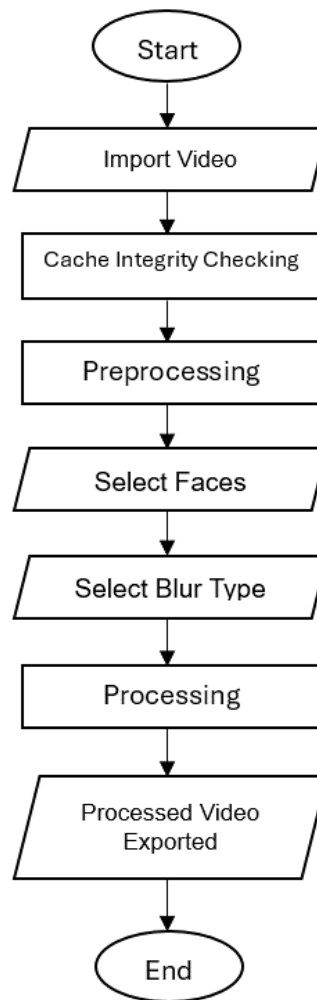 Start
Import Video
Cache Integrity Checking
Preprocessing
Select Faces
Select Blur Type
Processing
Processed Video
Exported
End